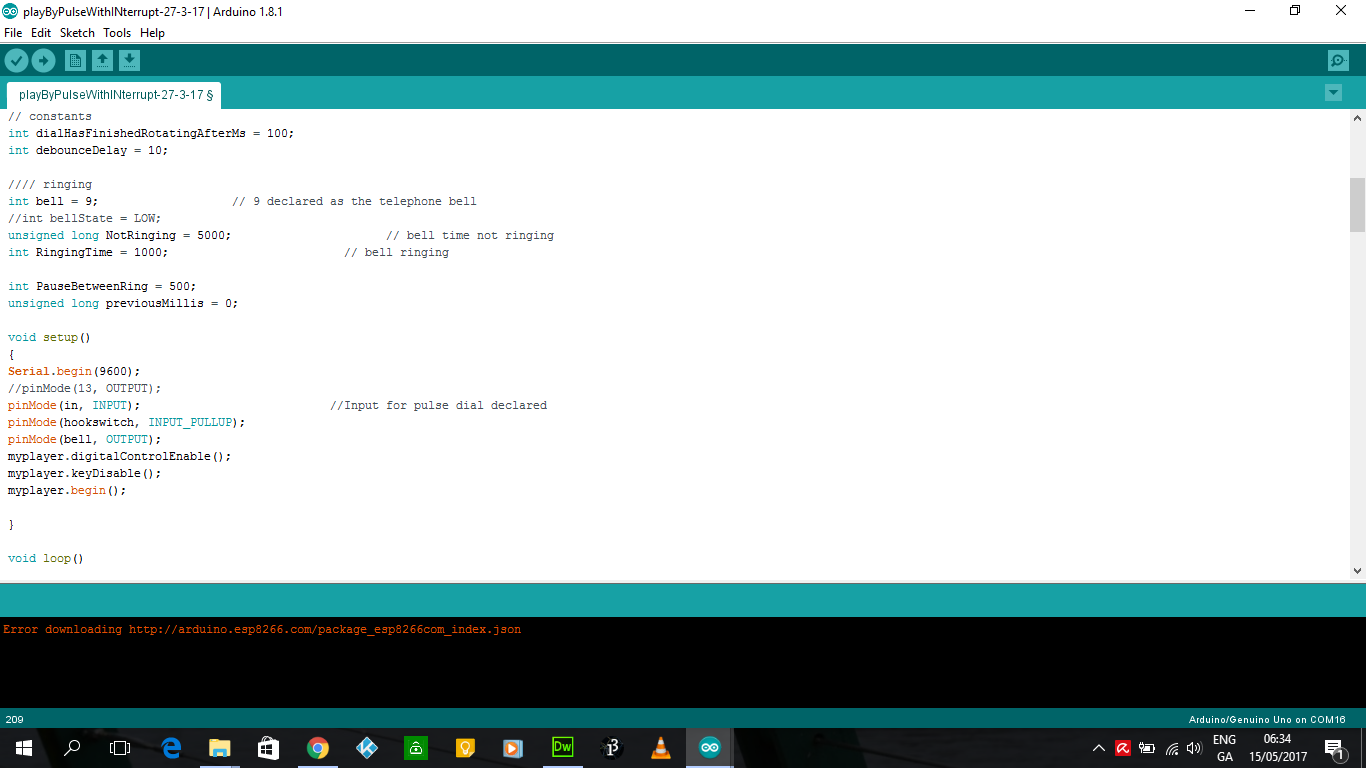 playByPulseWithINterrupt-27-3-17 | Arduino 1.8.1
File Edit Sketch Tools Help
playByPulseWithINterrupt-27-3-17 §
// constants
int dialHasFinishedRotatingAfterMs = 100;
int debounceDelay = 10;
//// ringing
int bell = 9; // 9 declared as the telephone bell
//int bellState = LOW;
unsigned long NotRinging = 5000; // bell time not ringing
int RingingTime = 1000; // bell ringing
int PauseBetweenRing = 500;
unsigned long previousMillis = 0;
void setup()
{
Serial.begin(9600);
//pinMode(13, OUTPUT);
pinMode(in, INPUT); //Input for pulse dial declared
pinMode(hookswitch, INPUT_PULLUP);
pinMode(bell, OUTPUT);
myplayer.digitalControlEnable();
myplayer.keyDisable();
myplayer.begin();
}
void loop()
Error downloading http://arduino.esp8266.com/package_esp8266com_index.json
209
Arduino/Genuino Uno on COM16
Dw
ENG
GA
06:34
15/05/2017
1